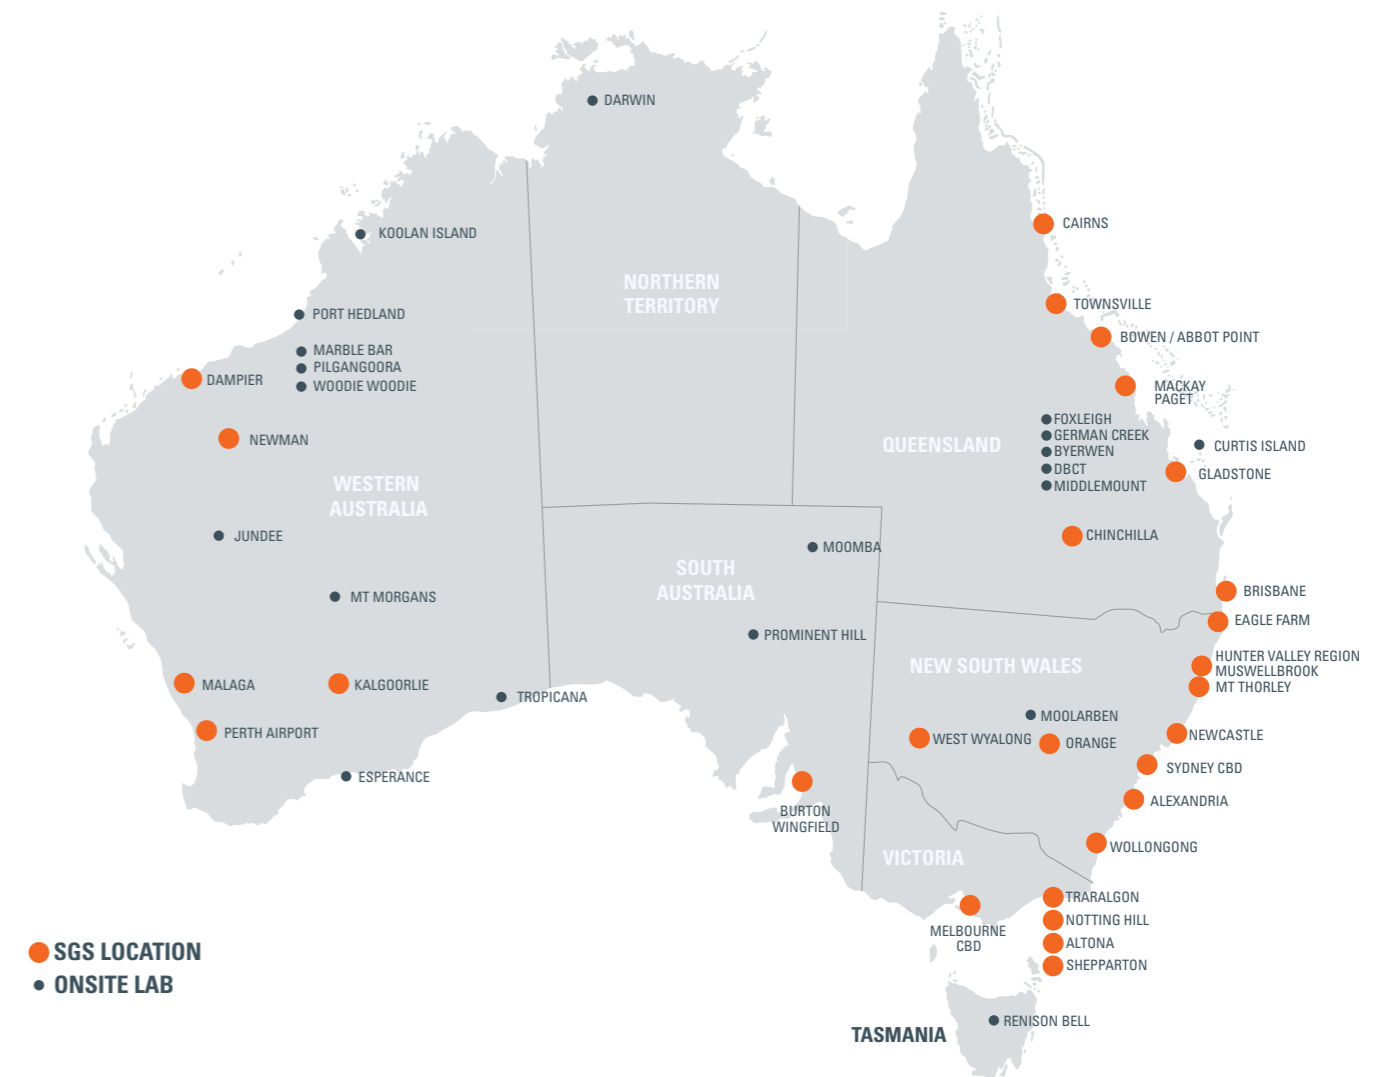 DARWIN
CAIRNS
KOOLAN ISLAND
NORTHERN
TERRITORY
TOWNSVILLE
PORT HEDLAND
BOWEN / ABBOT POINT
MARBLE BAR
PILGANGOORA
WOODIE WOODIE
DAMPIER
MACKAY
PAGET
FOXLEIGH
GERMAN CREEK
BYERWEN
DBCT
MIDDLEMOUNT
NEWMAN
QUEENSLAND
CURTIS ISLAND
GLADSTONE
WESTERN
AUSTRALIA
JUNDEE
CHINCHILLA
MOOMBA
SOUTH
AUSTRALIA
BRISBANE
MT MORGANS
EAGLE FARM
PROMINENT HILL
HUNTER VALLEY REGION
MUSWELLBROOK
MT THORLEY
NEW SOUTH WALES
MALAGA
KALGOORLIE
TROPICANA
MOOLARBEN
PERTH AIRPORT
WEST WYALONG
ORANGE
NEWCASTLE
SYDNEY CBD
ESPERANCE
ALEXANDRIA
BURTON
WINGFIELD
WOLLONGONG
VICTORIA
TRARALGON
NOTTING HILL
ALTONA
SHEPPARTON
MELBOURNE
CBD
SGS LOCATION
ONSITE LAB
RENISON BELL
TASMANIA